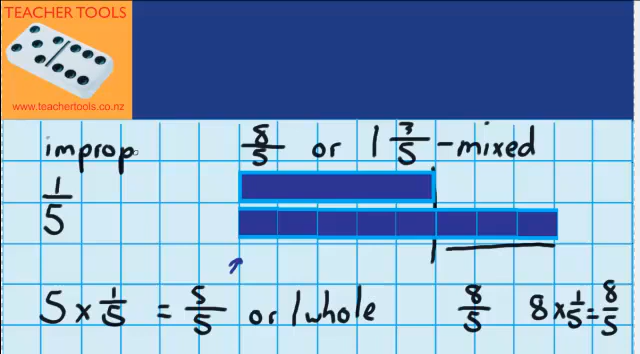 TEACHER TOOLS
www.teachertools.co.nz
improp 8/5 or 1 3/5 - mixed
1/5
5 x 1/5 = 5/5 or 1 whole 8/5 8 x 1/5 = 8/5